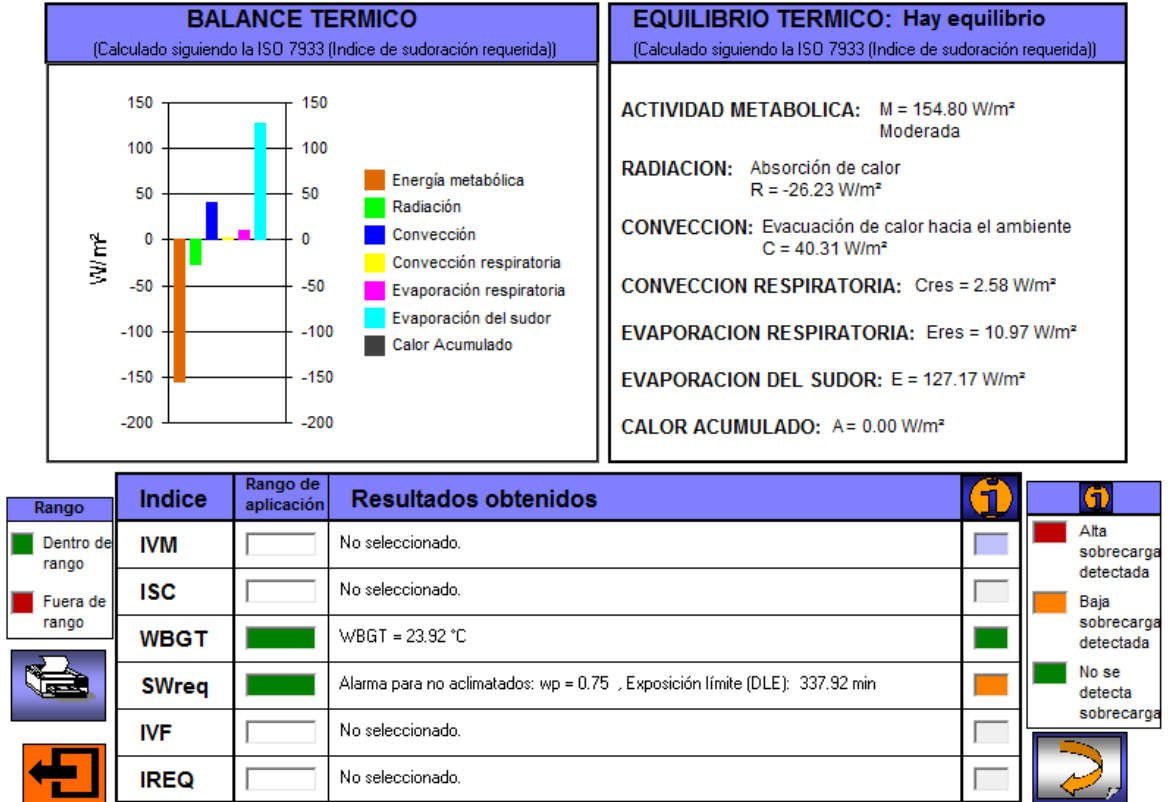 BALANCE TERMICO
(Calculado siguiendo la ISO 7933 (Indice de sudoración requerida))
150
100
50
0
-50
-100
-150
-200
W/m²
150
100
50
0
-50
-100
-150
-200
Energía metabólica
Radiación
Convección
Convección respiratoria
Evaporación respiratoria
Evaporación del sudor
Calor Acumulado
EQUILIBRIO TERMICO: Hay equilibrio
(Calculado siguiendo la ISO 7933 (Indice de sudoración requerida))
ACTIVIDAD METABOLICA: M = 154.80 W/m²
Moderada
RADIACION: Absorción de calor
R = -26.23 W/m²
CONVECCION: Evacuación de calor hacia el ambiente
C = 40.31 W/m²
CONVECCION RESPIRATORIA: Cres = 2.58 W/m²
EVAPORACION RESPIRATORIA: Eres = 10.97 W/m²
EVAPORACION DEL SUDOR: E = 127.17 W/m²
CALOR ACUMULADO: A = 0.00 W/m²
Rango
Dentro de
rango
Fuera de
rango
Indice
Rango de
aplicación
Resultados obtenidos
i
IVM No seleccionado.
ISC No seleccionado.
WBGT WBGT = 23.92 °C
SWreq Alarma para no aclimatados: wp = 0.75 , Exposición límite (DLE): 337.92 min
IVF No seleccionado.
IREQ No seleccionado.
i
Alta
sobrecarga
detectada
Baja
sobrecarga
detectada
No se
detecta
sobrecarga